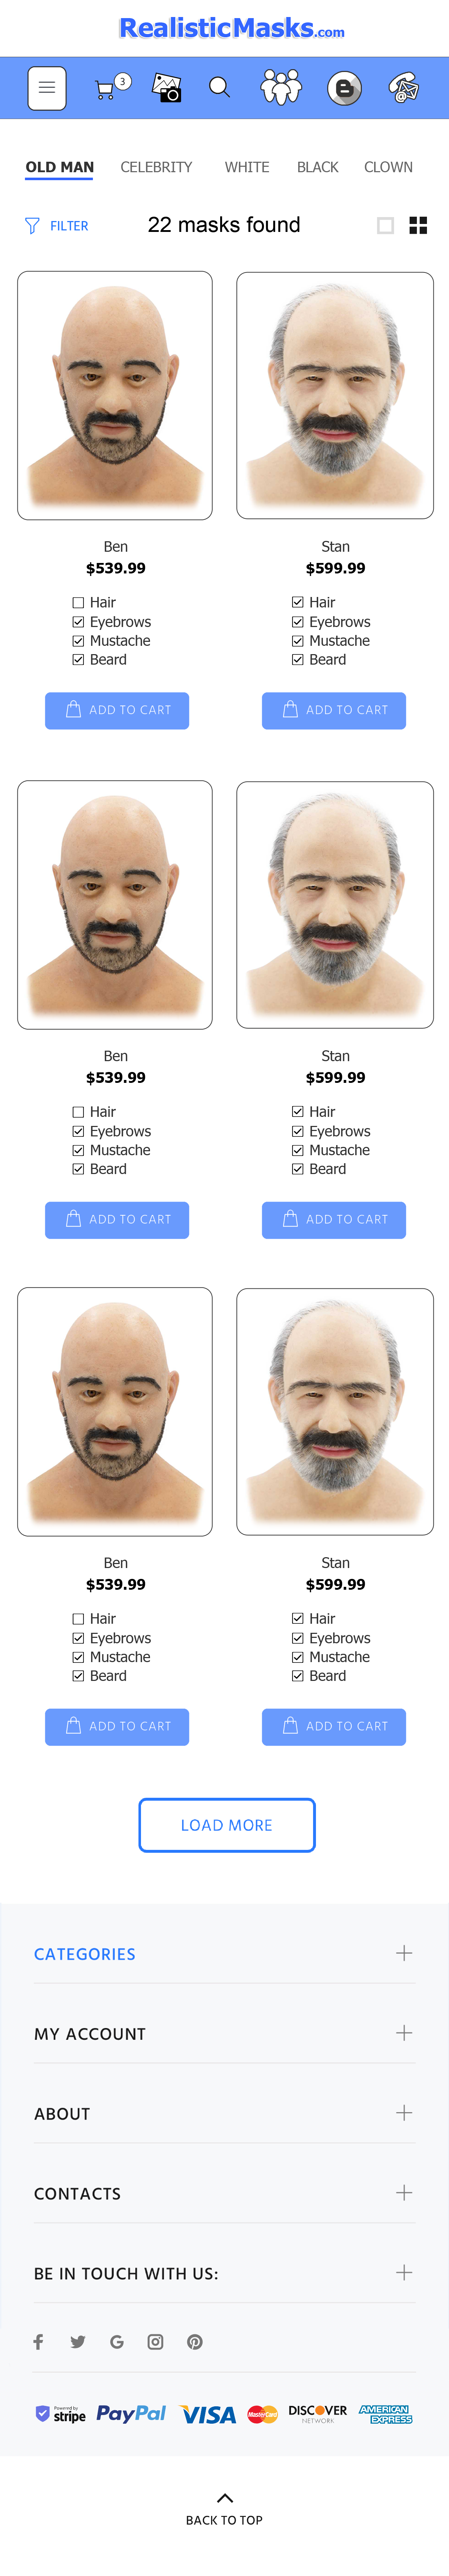 RealisticMasks.com
3
OLD MAN CELEBRITY WHITE BLACK CLOWN
FILTER 22 masks found
Ben Stan
$539.99 $599.99
Hair Hair
Eyebrows Eyebrows
Mustache Mustache
Beard Beard
ADD TO CART ADD TO CART
Ben Stan
$539.99 $599.99
Hair Hair
Eyebrows Eyebrows
Mustache Mustache
Beard Beard
ADD TO CART ADD TO CART
Ben Stan
$539.99 $599.99
Hair Hair
Eyebrows Eyebrows
Mustache Mustache
Beard Beard
ADD TO CART ADD TO CART
LOAD MORE
CATEGORIES
MY ACCOUNT
ABOUT
CONTACTS
BE IN TOUCH WITH US:
Powered by
stripe PayPal VISA MasterCard DISCOVER NETWORK AMERICAN EXPRESS
BACK TO TOP